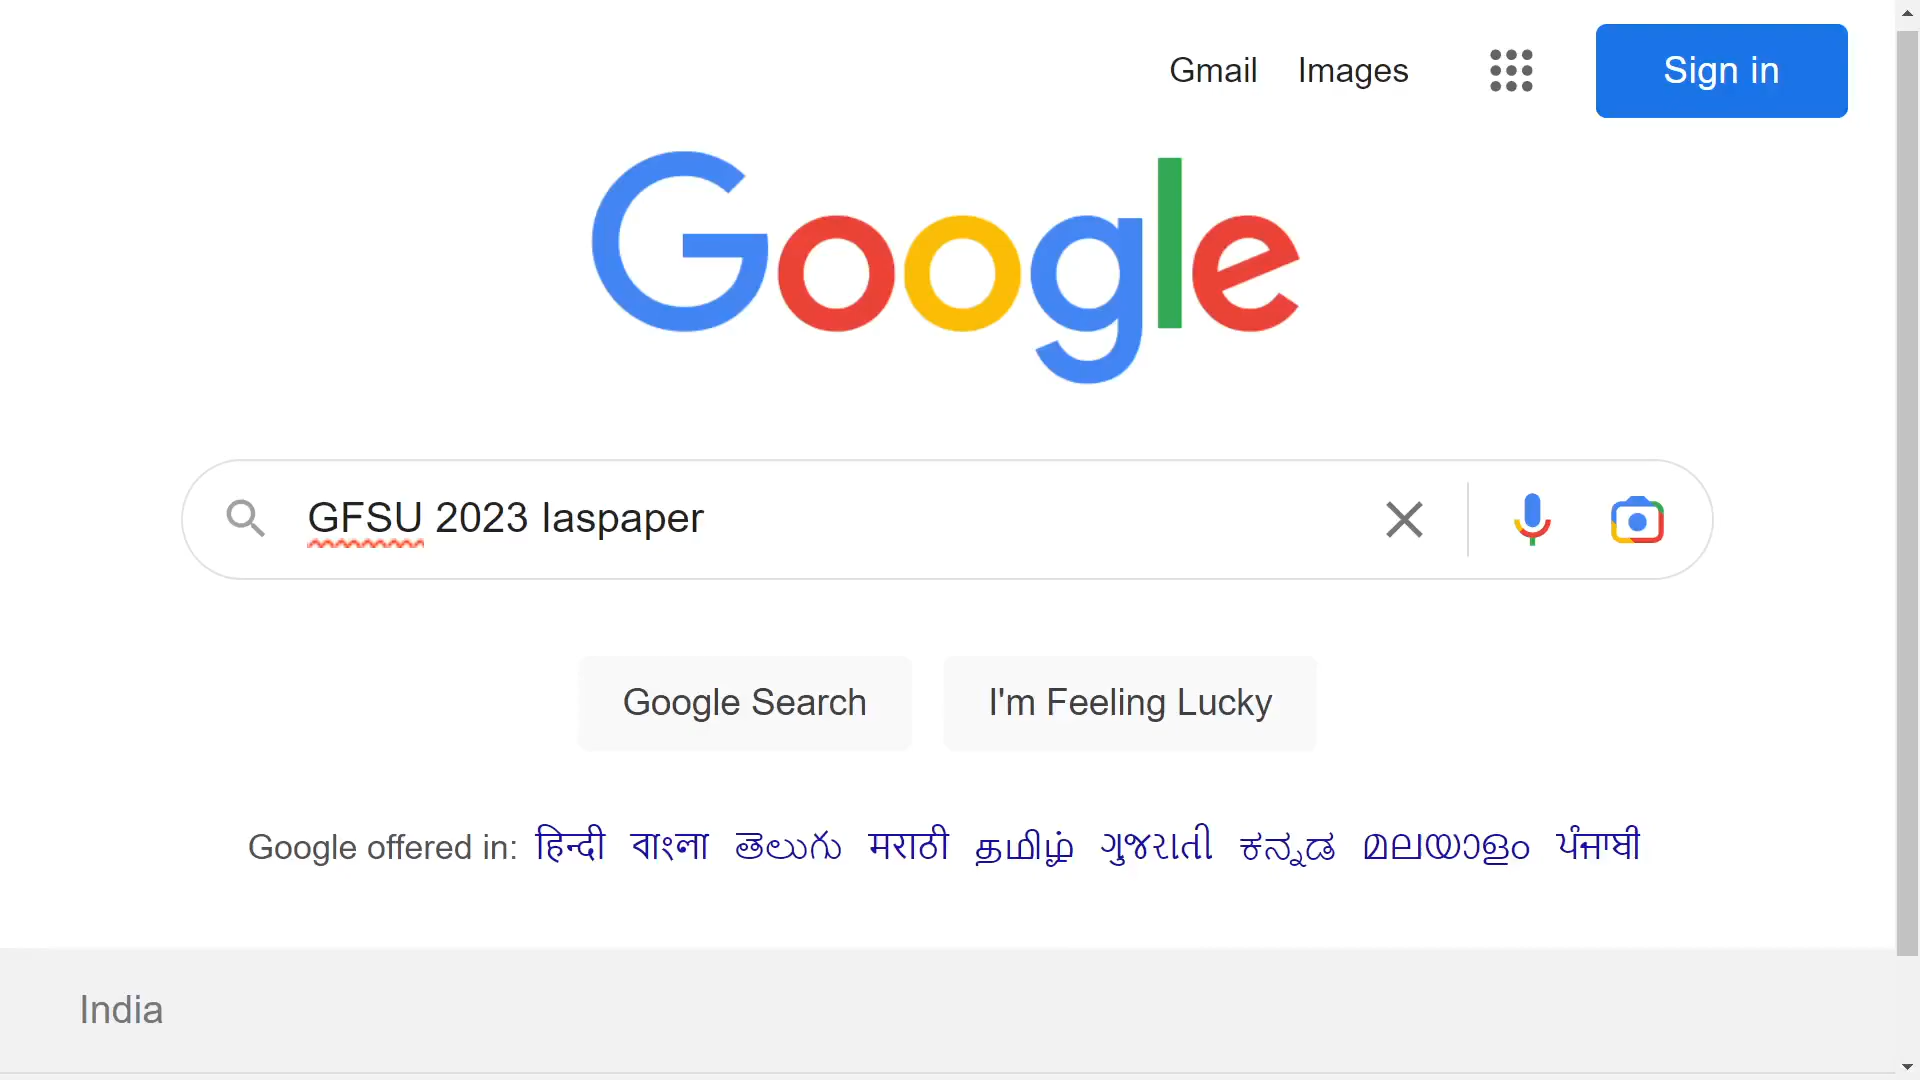 Gmail Images Sign in
Google
GFSU 2023 Iaspaper
Google Search I'm Feeling Lucky
Google offered in: हिन्दी বাংলা తెలుగు मराठी தமிழ் ગુજરાતી ಕನ್ನಡ മലയാളം ਪੰਜਾਬੀ
India